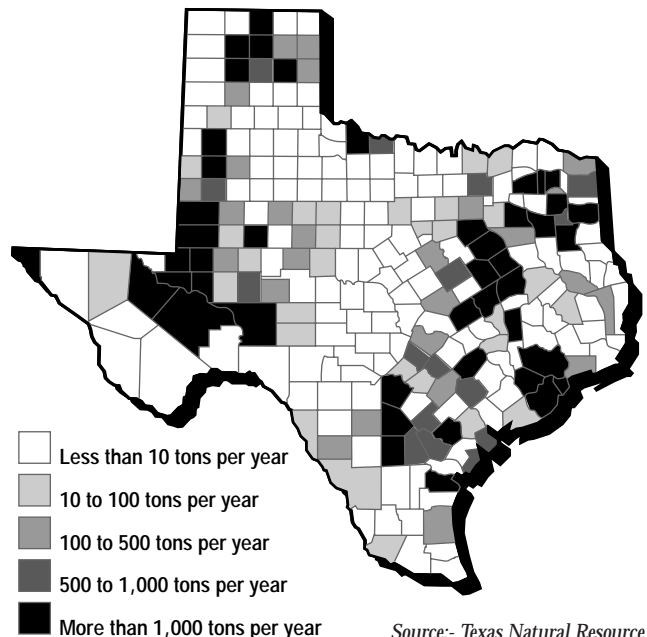 Less than 10 tons per year
10 to 100 tons per year
100 to 500 tons per year
500 to 1,000 tons per year
More than 1,000 tons per year
Source:- Texas Natural Resource